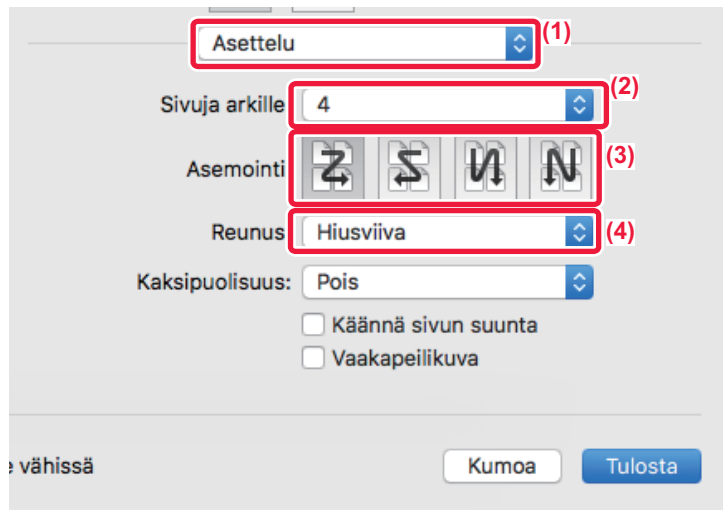 Asettelu (1)
Sivuja arkille 4 (2)
Asemointi (3)
Reunus Hiusviiva (4)
Kaksipuolisuus: Pois
Käännä sivun suunta
Vaakapeilikuva
vähissä Kumoa Tulosta